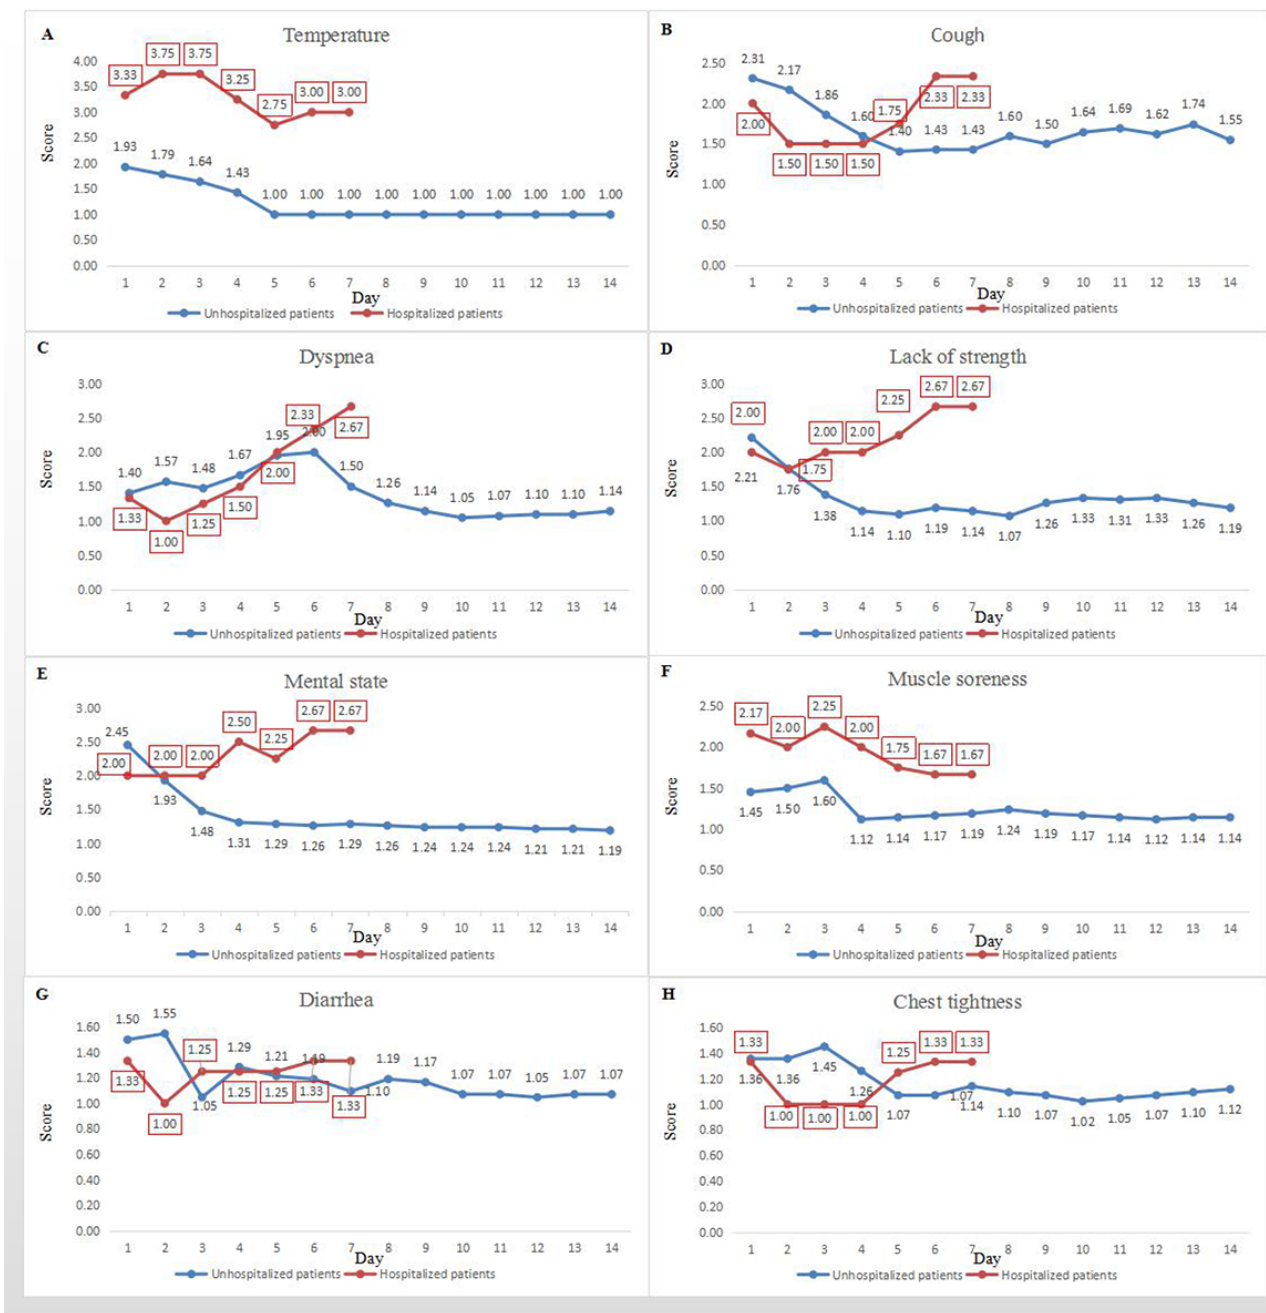 A
Temperature
4.00
3.50
3.00
2.50
2.00
1.50
1.00
0.50
0.00
Score
3.33 3.75 3.75 3.25 2.75 3.00 3.00
1.93 1.79 1.64 1.43 1.00 1.00 1.00 1.00 1.00 1.00 1.00 1.00 1.00 1.00
1 2 3 4 5 6 7 8 9 10 11 12 13 14
Day
Unhospitalized patients Hospitalized patients
B
Cough
2.50
2.00
1.50
1.00
0.50
0.00
Score
2.31 2.17 1.86 1.60 1.40 1.43 1.43 1.60 1.50 1.64 1.69 1.62 1.74 1.55
2.00 1.50 1.50 1.50 1.75 2.33 2.33
1 2 3 4 5 6 7 8 9 10 11 12 13 14
Day
Unhospitalized patients Hospitalized patients
C
Dyspnea
3.00
2.50
2.00
1.50
1.00
0.50
0.00
Score
1.40 1.57 1.48 1.67 1.95 2.00 1.50 1.26 1.14 1.05 1.07 1.10 1.10 1.14
1.33 1.00 1.25 1.50 2.00 2.33 2.67
1 2 3 4 5 6 7 8 9 10 11 12 13 14
Day
Unhospitalized patients Hospitalized patients
D
Lack of strength
3.00
2.50
2.00
1.50
1.00
0.50
0.00
Score
2.00 1.75 2.00 2.00 2.25 2.67 2.67
2.21 1.76 1.38 1.14 1.10 1.19 1.14 1.07 1.26 1.33 1.31 1.33 1.26 1.19
1 2 3 4 5 6 7 8 9 10 11 12 13 14
Day
Unhospitalized patients Hospitalized patients
E
Mental state
3.00
2.50
2.00
1.50
1.00
0.50
0.00
Score
2.45 1.93 1.48 1.31 1.29 1.26 1.29 1.26 1.24 1.24 1.24 1.21 1.21 1.19
2.00 2.00 2.00 2.50 2.25 2.67 2.67
1 2 3 4 5 6 7 8 9 10 11 12 13 14
Day
Unhospitalized patients Hospitalized patients
F
Muscle soreness
2.50
2.00
1.50
1.00
0.50
0.00
Score
2.17 2.00 2.25 2.00 1.75 1.67 1.67
1.45 1.50 1.60 1.12 1.14 1.17 1.19 1.24 1.19 1.17 1.14 1.12 1.14 1.14
1 2 3 4 5 6 7 8 9 10 11 12 13 14
Day
Unhospitalized patients Hospitalized patients
G
Diarrhea
1.60
1.40
1.20
1.00
0.80
0.60
0.40
0.20
0.00
Score
1.50 1.55 1.05 1.29 1.21 1.19 1.10 1.19 1.17 1.07 1.07 1.05 1.07 1.07
1.33 1.00 1.25 1.25 1.25 1.33 1.33
1 2 3 4 5 6 7 8 9 10 11 12 13 14
Day
Unhospitalized patients Hospitalized patients
H
Chest tightness
1.60
1.40
1.20
1.00
0.80
0.60
0.40
0.20
0.00
Score
1.33 1.00 1.00 1.00 1.25 1.33 1.33
1.36 1.36 1.45 1.26 1.07 1.07 1.14 1.10 1.07 1.02 1.05 1.07 1.10 1.12
1 2 3 4 5 6 7 8 9 10 11 12 13 14
Day
Unhospitalized patients Hospitalized patients